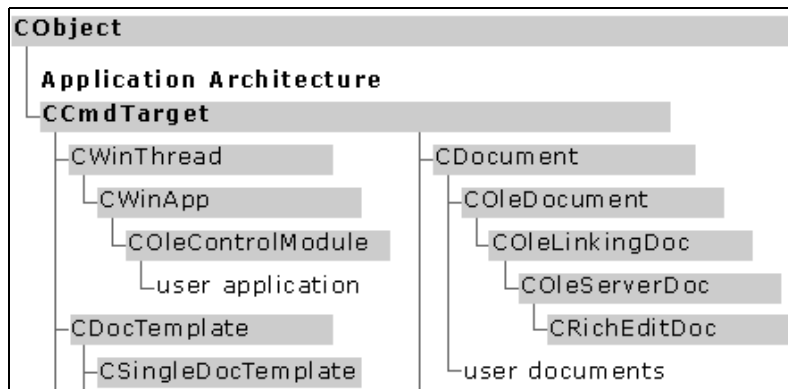 CObject
Application Architecture
CCmdTarget
CWinThread
CWinApp
COleControlModule
user application
CDocTemplate
CSingleDocTemplate
CDocument
COleDocument
COleLinkingDoc
COleServerDoc
CRichEditDoc
user documents